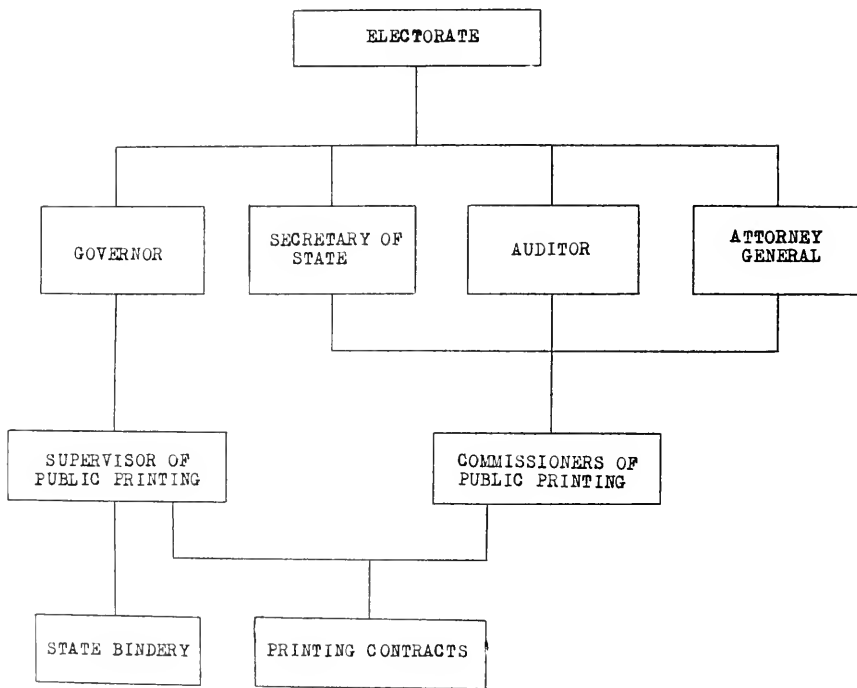 ELECTORATE
GOVERNOR
SECRETARY OF
STATE
AUDITOR
ATTORNEY
GENERAL
SUPERVISOR OF
PUBLIC PRINTING
COMMISSIONERS OF
PUBLIC PRINTING
STATE BINDERY
PRINTING CONTRACTS